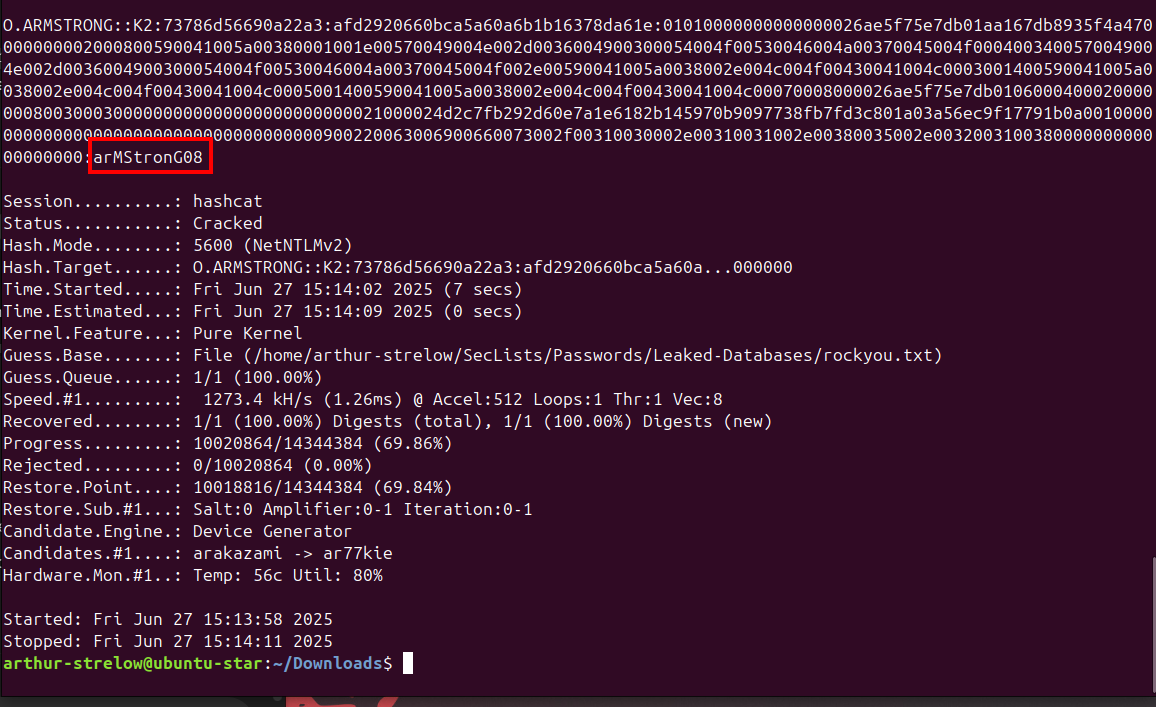 O.ARMSTRONG::K2:73786d56690a22a3:afd2920660bca5a60a6b1b16378da61e:01010000000000000026ae5f75e7db01aa167db8935f4a470
000000002000800590041005a00380001001e00570049004e002d0036004900300054004f00530046004a00370045004f000400340057004900
4e002d0036004900300054004f00530046004a00370045004f002e00590041005a0038002e004c004f00430041004c0003001400590041005a0
038002e004c004f00430041004c0005001400590041005a0038002e004c004f00430041004c00070008000026ae5f75e7db0106000400020000
0008003000300000000000000000000000002100002​4d2c7fb292d60e7a1e6182b145970b9097738fb7fd3c801a03a56ec9f17791b0a0010000
000000000000000000000000000000000900220063006900660073002f00310030002e00310031002e00380035002e003200310038000000000
00000000:arMStronG08
Session..........: hashcat
Status...........: Cracked
Hash.Mode........: 5600 (NetNTLMv2)
Hash.Target......: O.ARMSTRONG::K2:73786d56690a22a3:afd2920660bca5a60a...000000
Time.Started.....: Fri Jun 27 15:14:02 2025 (7 secs)
Time.Estimated...: Fri Jun 27 15:14:09 2025 (0 secs)
Kernel.Feature...: Pure Kernel
Guess.Base.......: File (/home/arthur-strelow/SecLists/Passwords/Leaked-Databases/rockyou.txt)
Guess.Queue......: 1/1 (100.00%)
Speed.#1.........:  1273.4 kH/s (1.26ms) @ Accel:512 Loops:1 Thr:1 Vec:8
Recovered........: 1/1 (100.00%) Digests (total), 1/1 (100.00%) Digests (new)
Progress.........: 10020864/14344384 (69.86%)
Rejected.........: 0/10020864 (0.00%)
Restore.Point....: 10018816/14344384 (69.84%)
Restore.Sub.#1...: Salt:0 Amplifier:0-1 Iteration:0-1
Candidate.Engine.: Device Generator
Candidates.#1....: arakazami -> ar77kie
Hardware.Mon.#1..: Temp: 56c Util: 80%
Started: Fri Jun 27 15:13:58 2025
Stopped: Fri Jun 27 15:14:11 2025
arthur-strelow@ubuntu-star:~/Downloads$